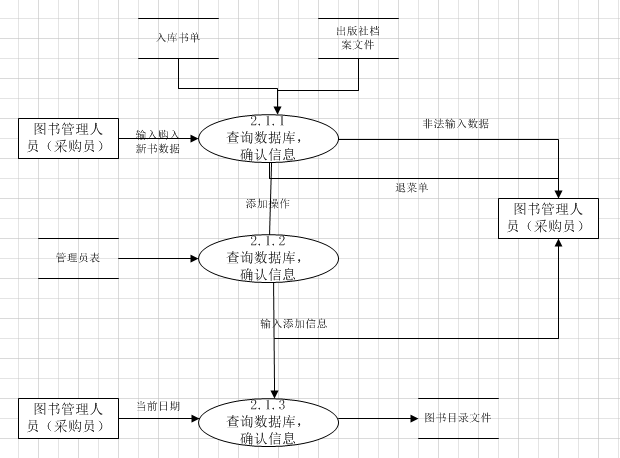 入库书单
出版社档
案文件
图书管理人
员（采购员）
输入购入
新书数据
2.1.1
查询数据库，
确认信息
非法输入数据
退菜单
图书管理人
员（采购员）
添加操作
管理员表
2.1.2
查询数据库，
确认信息
输入添加信息
图书管理人
员（采购员）
当前日期
2.1.3
查询数据库，
确认信息
图书目录文件